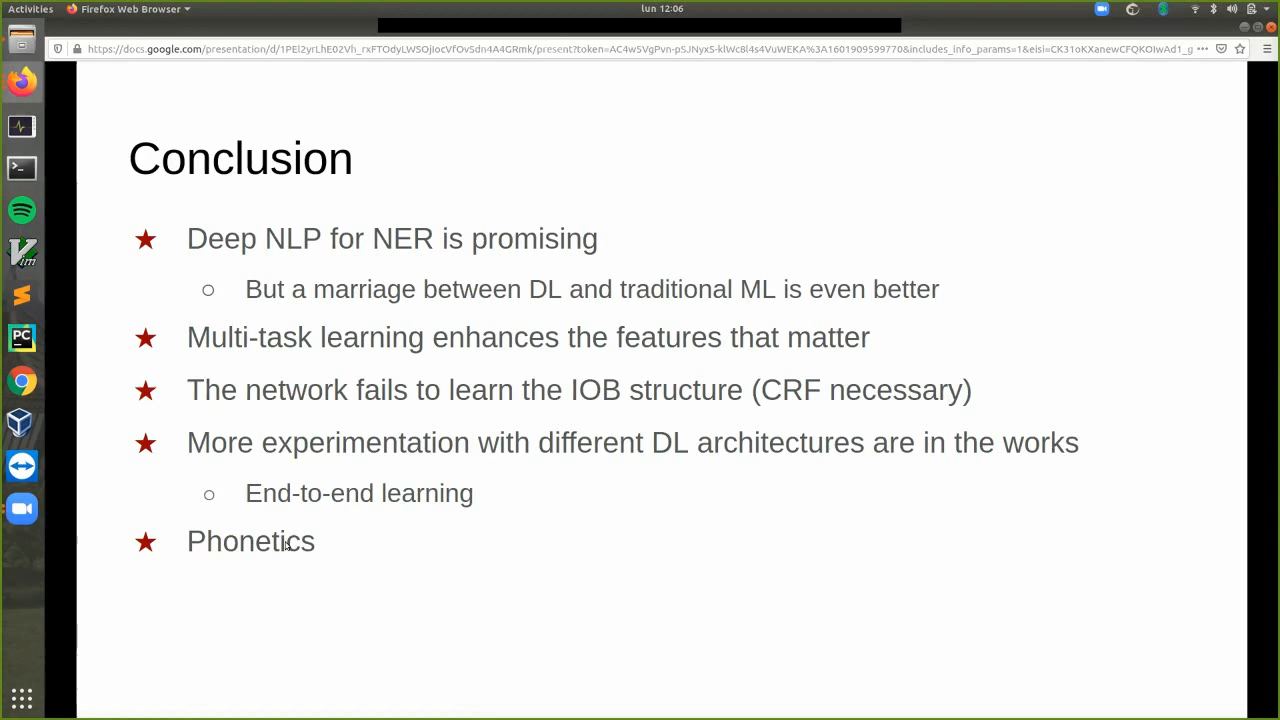 Activities
Firefox Web Browser
lun 12:06
Conclusion
Deep NLP for NER is promising
But a marriage between DL and traditional ML is even better
Multi-task learning enhances the features that matter
The network fails to learn the IOB structure (CRF necessary)
More experimentation with different DL architectures are in the works
End-to-end learning
Phonetics
Vim
PC